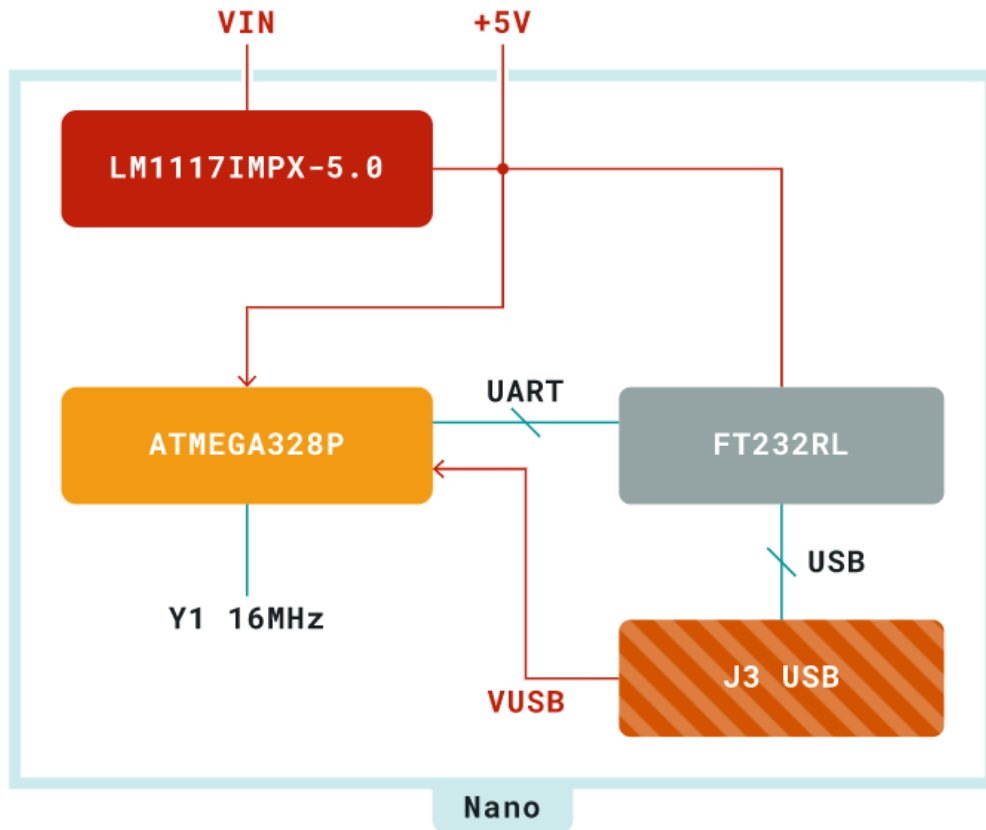 VIN
+5V
LM1117IMPX-5.0
UART
ATMEGA328P
FT232RL
USB
Y1 16MHz
J3 USB
VUSB
Nano